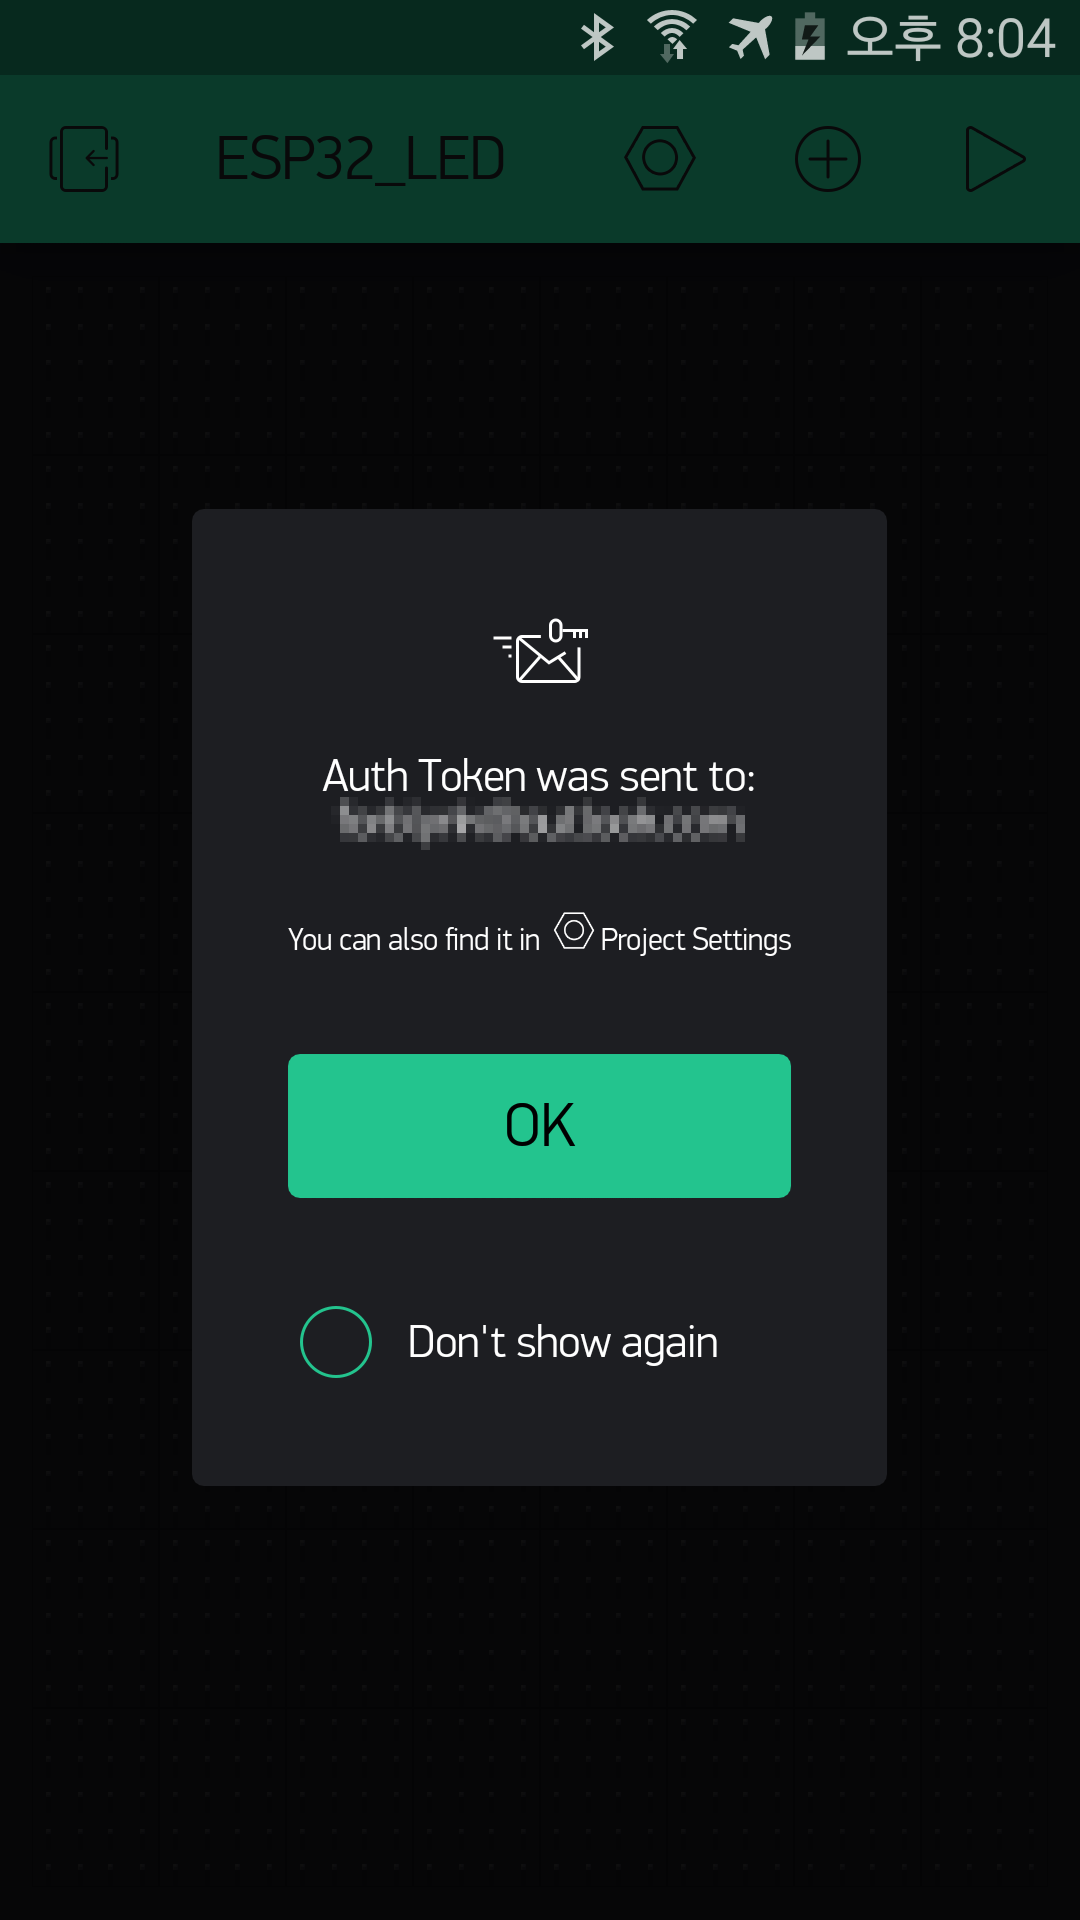 오후 8:04
ESP32_LED
Auth Token was sent to:
You can also find it in Project Settings
OK
Don't show again